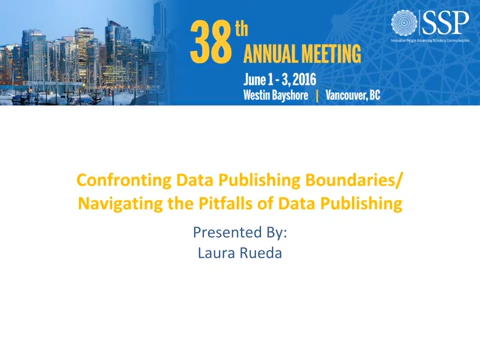 38th
ANNUAL MEETING
June 1 - 3, 2016
Westin Bayshore | Vancouver, BC
SSP
Confronting Data Publishing Boundaries/
Navigating the Pitfalls of Data Publishing
Presented By:
Laura Rueda